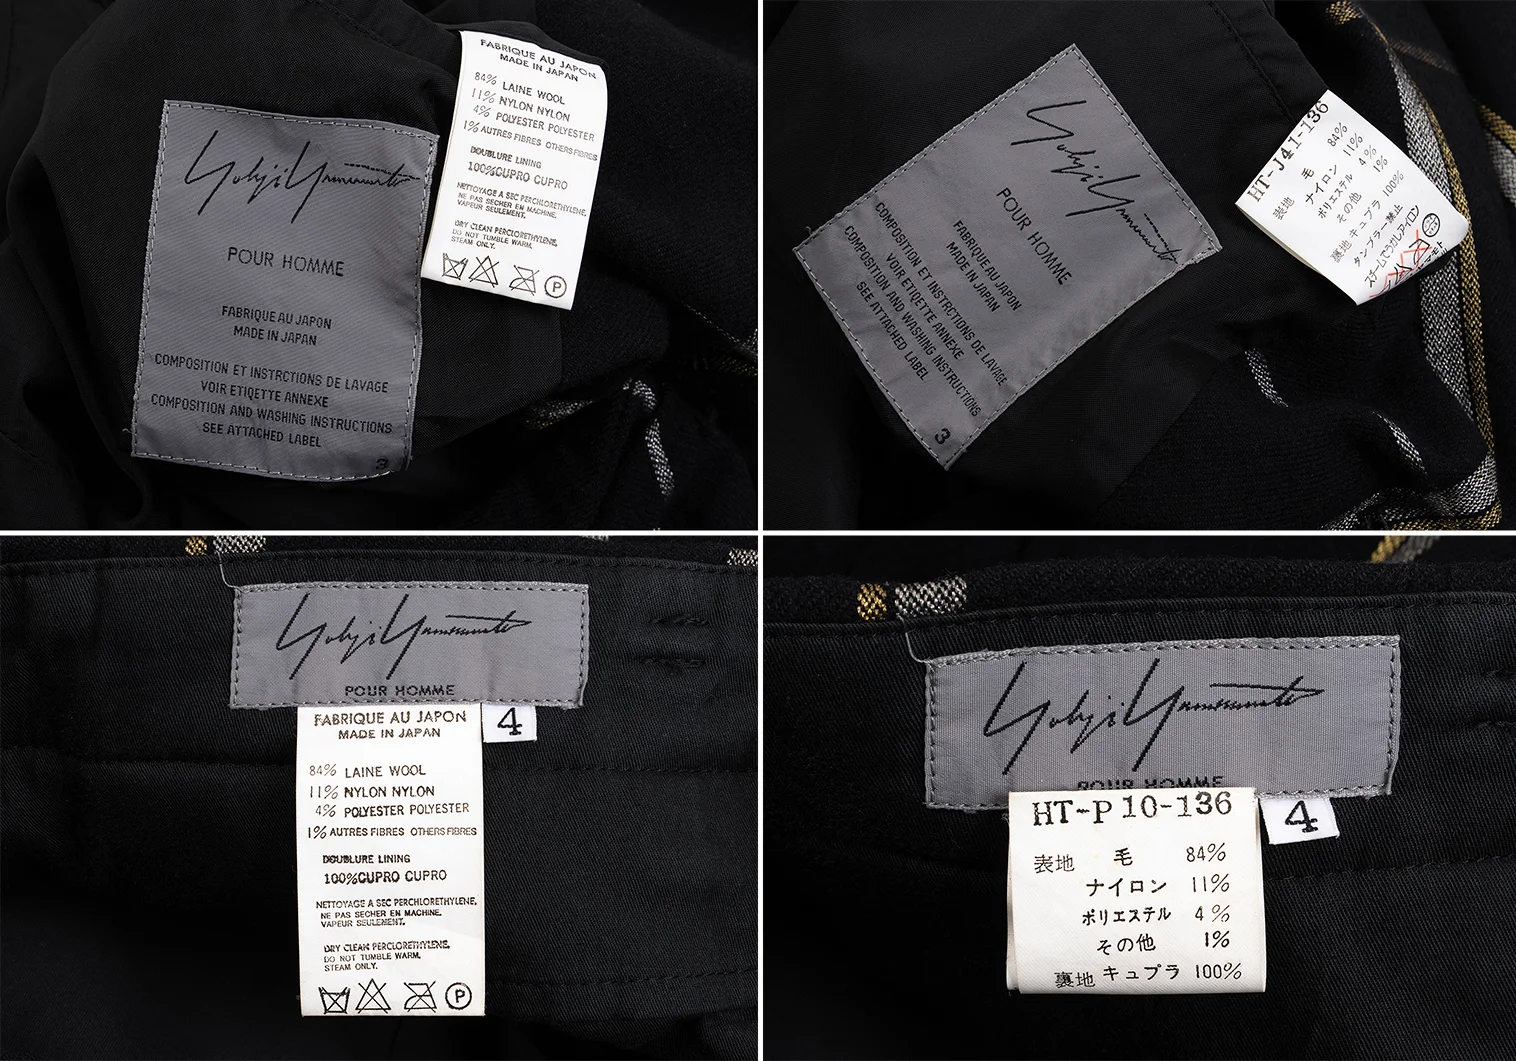 Yohji Yamamoto
POUR HOMME
FABRIQUE AU JAPON
MADE IN JAPAN
COMPOSITION ET INSTRCTIONS DE LAVAGE
VOIR ETIQETTE ANNEXE
COMPOSITION AND WASHING INSTRUCTIONS
SEE ATTACHED LABEL
3
FABRIQUE AU JAPON
MADE IN JAPAN
84% LAINE WOOL
11% NYLON NYLON
4% POLYESTER POLYESTER
1% AUTRES FIBRES OTHERS FIBRES
DOUBLURE LINING
100% CUPRO CUPRO
NETTOYAGE A SEC PERCHLORETHYLENE.
NE PAS SECHER EN MACHINE.
VAPEUR SEULEMENT.
DRY CLEAN PERCLORETHYLENE.
DO NOT TUMBLE WARM,
STEAM ONLY.
P
Yohji Yamamoto
POUR HOMME
FABRIQUE AU JAPON
MADE IN JAPAN
COMPOSITION ET INSTRCTIONS DE LAVAGE
VOIR ETIQETTE ANNEXE
COMPOSITION AND WASHING INSTRUCTIONS
SEE ATTACHED LABEL
3
HT-J41-136
表地 毛 84%
ナイロン 11%
ポリエステル 4%
その他 1%
裏地 キュプラ 100%
タンブラー禁止
Yohji Yamamoto
POUR HOMME
4
FABRIQUE AU JAPON
MADE IN JAPAN
84% LAINE WOOL
11% NYLON NYLON
4% POLYESTER POLYESTER
1% AUTRES FIBRES OTHERS FIBRES
DOUBLURE LINING
100% CUPRO CUPRO
NETTOYAGE A SEC PERCHLORETHYLENE.
NE PAS SECHER EN MACHINE.
VAPEUR SEULEMENT.
DRY CLEAN PERCLORETHYLENE.
DO NOT TUMBLE WARM,
STEAM ONLY.
P
Yohji Yamamoto
POUR HOMME
4
HT-P10-136
表地 毛 84%
ナイロン 11%
ポリエステル 4%
その他 1%
裏地 キュプラ 100%